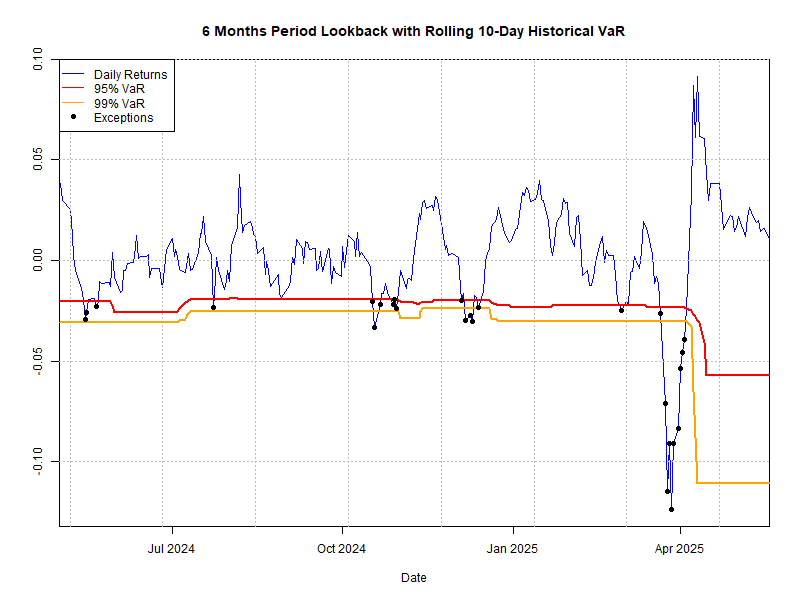 6 Months Period Lookback with Rolling 10-Day Historical VaR
0.10
0.05
0.00
-0.05
-0.10
Daily Returns
95% VaR
99% VaR
Exceptions
Jul 2024
Oct 2024
Jan 2025
Apr 2025
Date